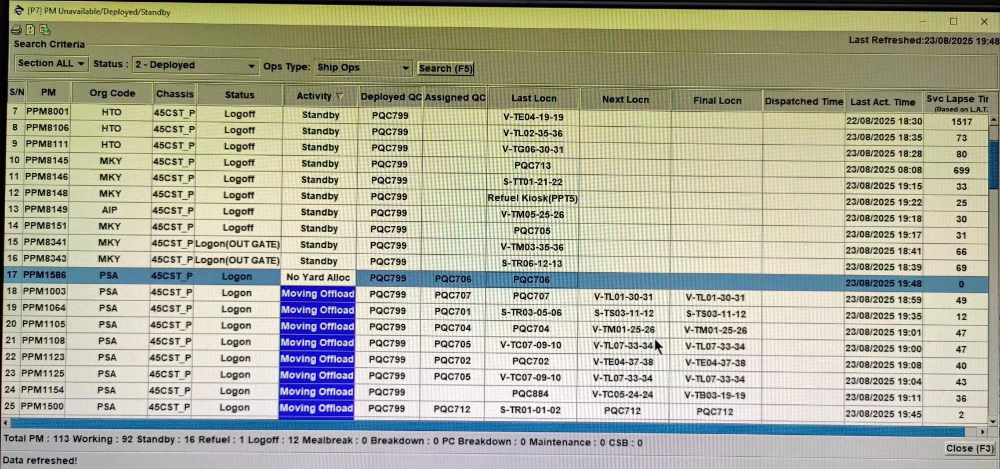 [P7] PM Unavailable/Deployed/Standby
Last Refreshed:23/08/2025 19:48
Search Criteria
Section ALL Status : 2 - Deployed Ops Type: Ship Ops Search (F5)
S/N PM Org Code Chassis Status Activity Deployed QC Assigned QC Last Locn Next Locn Final Locn Dispatched Time Last Act. Time Svc Lapse Tir (Based on L.A.T.
7 PPM8001 HTO 45CST_P Logoff Standby PQC799 V-TE04-19-19 22/08/2025 18:30 1517
8 PPM8106 HTO 45CST_P Logoff Standby PQC799 V-TL02-35-36 23/08/2025 18:35 73
9 PPM8111 HTO 45CST_P Logoff Standby PQC799 V-TG06-30-31 23/08/2025 18:28 80
10 PPM8145 MKY 45CST_P Logoff Standby PQC799 PQC713 23/08/2025 08:08 699
11 PPM8146 MKY 45CST_P Logoff Standby PQC799 S-TT01-21-22 23/08/2025 19:15 33
12 PPM8148 MKY 45CST_P Logoff Standby PQC799 Refuel Kiosk(PPT5) 23/08/2025 19:22 25
13 PPM8149 AIP 45CST_P Logoff Standby PQC799 V-TM05-25-26 23/08/2025 19:18 30
14 PPM8151 MKY 45CST_P Logoff Standby PQC799 PQC705 23/08/2025 19:17 31
15 PPM8341 MKY 45CST_P Logon(OUT GATE) Standby PQC799 V-TM03-35-36 23/08/2025 18:41 66
16 PPM8343 MKY 45CST_P Logon(OUT GATE) Standby PQC799 S-TR06-12-13 23/08/2025 18:39 69
17 PPM1586 PSA 45CST_P Logon No Yard Alloc PQC799 PQC706 PQC706 23/08/2025 19:48 0
18 PPM1003 PSA 45CST_P Logon Moving Offload PQC799 PQC707 PQC707 V-TL01-30-31 V-TL01-30-31 23/08/2025 18:59 49
19 PPM1064 PSA 45CST_P Logon Moving Offload PQC799 PQC701 S-TR03-05-06 S-TS03-11-12 S-TS03-11-12 23/08/2025 19:35 12
20 PPM1105 PSA 45CST_P Logon Moving Offload PQC799 PQC704 PQC704 V-TM01-25-26 V-TM01-25-26 23/08/2025 19:01 47
21 PPM1108 PSA 45CST_P Logon Moving Offload PQC799 PQC705 V-TC07-09-10 V-TL07-33-34 V-TL07-33-34 23/08/2025 19:00 47
22 PPM1123 PSA 45CST_P Logon Moving Offload PQC799 PQC702 PQC702 V-TE04-37-38 V-TE04-37-38 23/08/2025 19:08 40
23 PPM1125 PSA 45CST_P Logon Moving Offload PQC799 PQC705 V-TC07-09-10 V-TL07-33-34 V-TL07-33-34 23/08/2025 19:04 43
24 PPM1154 PSA 45CST_P Logon Moving Offload PQC799 PQC884 V-TC05-24-24 V-TB03-19-19 23/08/2025 19:11 36
25 PPM1500 PSA 45CST_P Logon Moving Offload PQC799 PQC712 S-TR01-01-02 PQC712 PQC712 23/08/2025 19:45 2
Total PM : 113 Working : 92 Standby : 16 Refuel : 1 Logoff : 12 Mealbreak : 0 Breakdown : 0 PC Breakdown : 0 Maintenance : 0 CSB : 0
Close (F3)
Data refreshed!